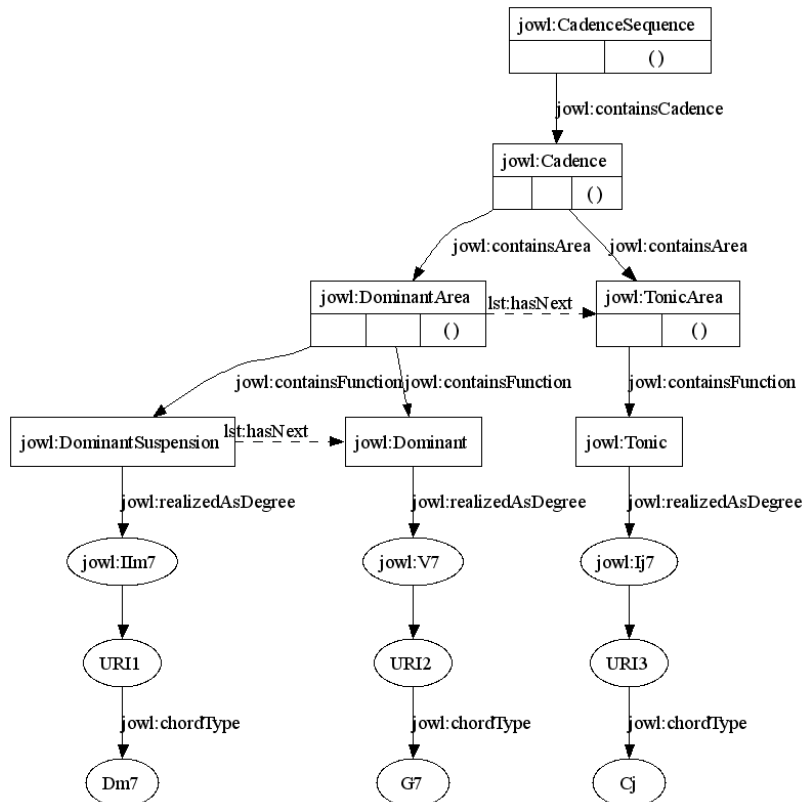 jowl:CadenceSequence
( )
jowl:containsCadence
jowl:Cadence
( )
jowl:containsArea
jowl:containsArea
jowl:DominantArea
lst:hasNext
jowl:TonicArea
( )
( )
jowl:containsFunction
jowl:containsFunction
jowl:containsFunction
jowl:DominantSuspension
lst:hasNext
jowl:Dominant
jowl:Tonic
jowl:realizedAsDegree
jowl:realizedAsDegree
jowl:realizedAsDegree
jowl:IIm7
jowl:V7
jowl:Ij7
URI1
URI2
URI3
jowl:chordType
jowl:chordType
jowl:chordType
Dm7
G7
Cj